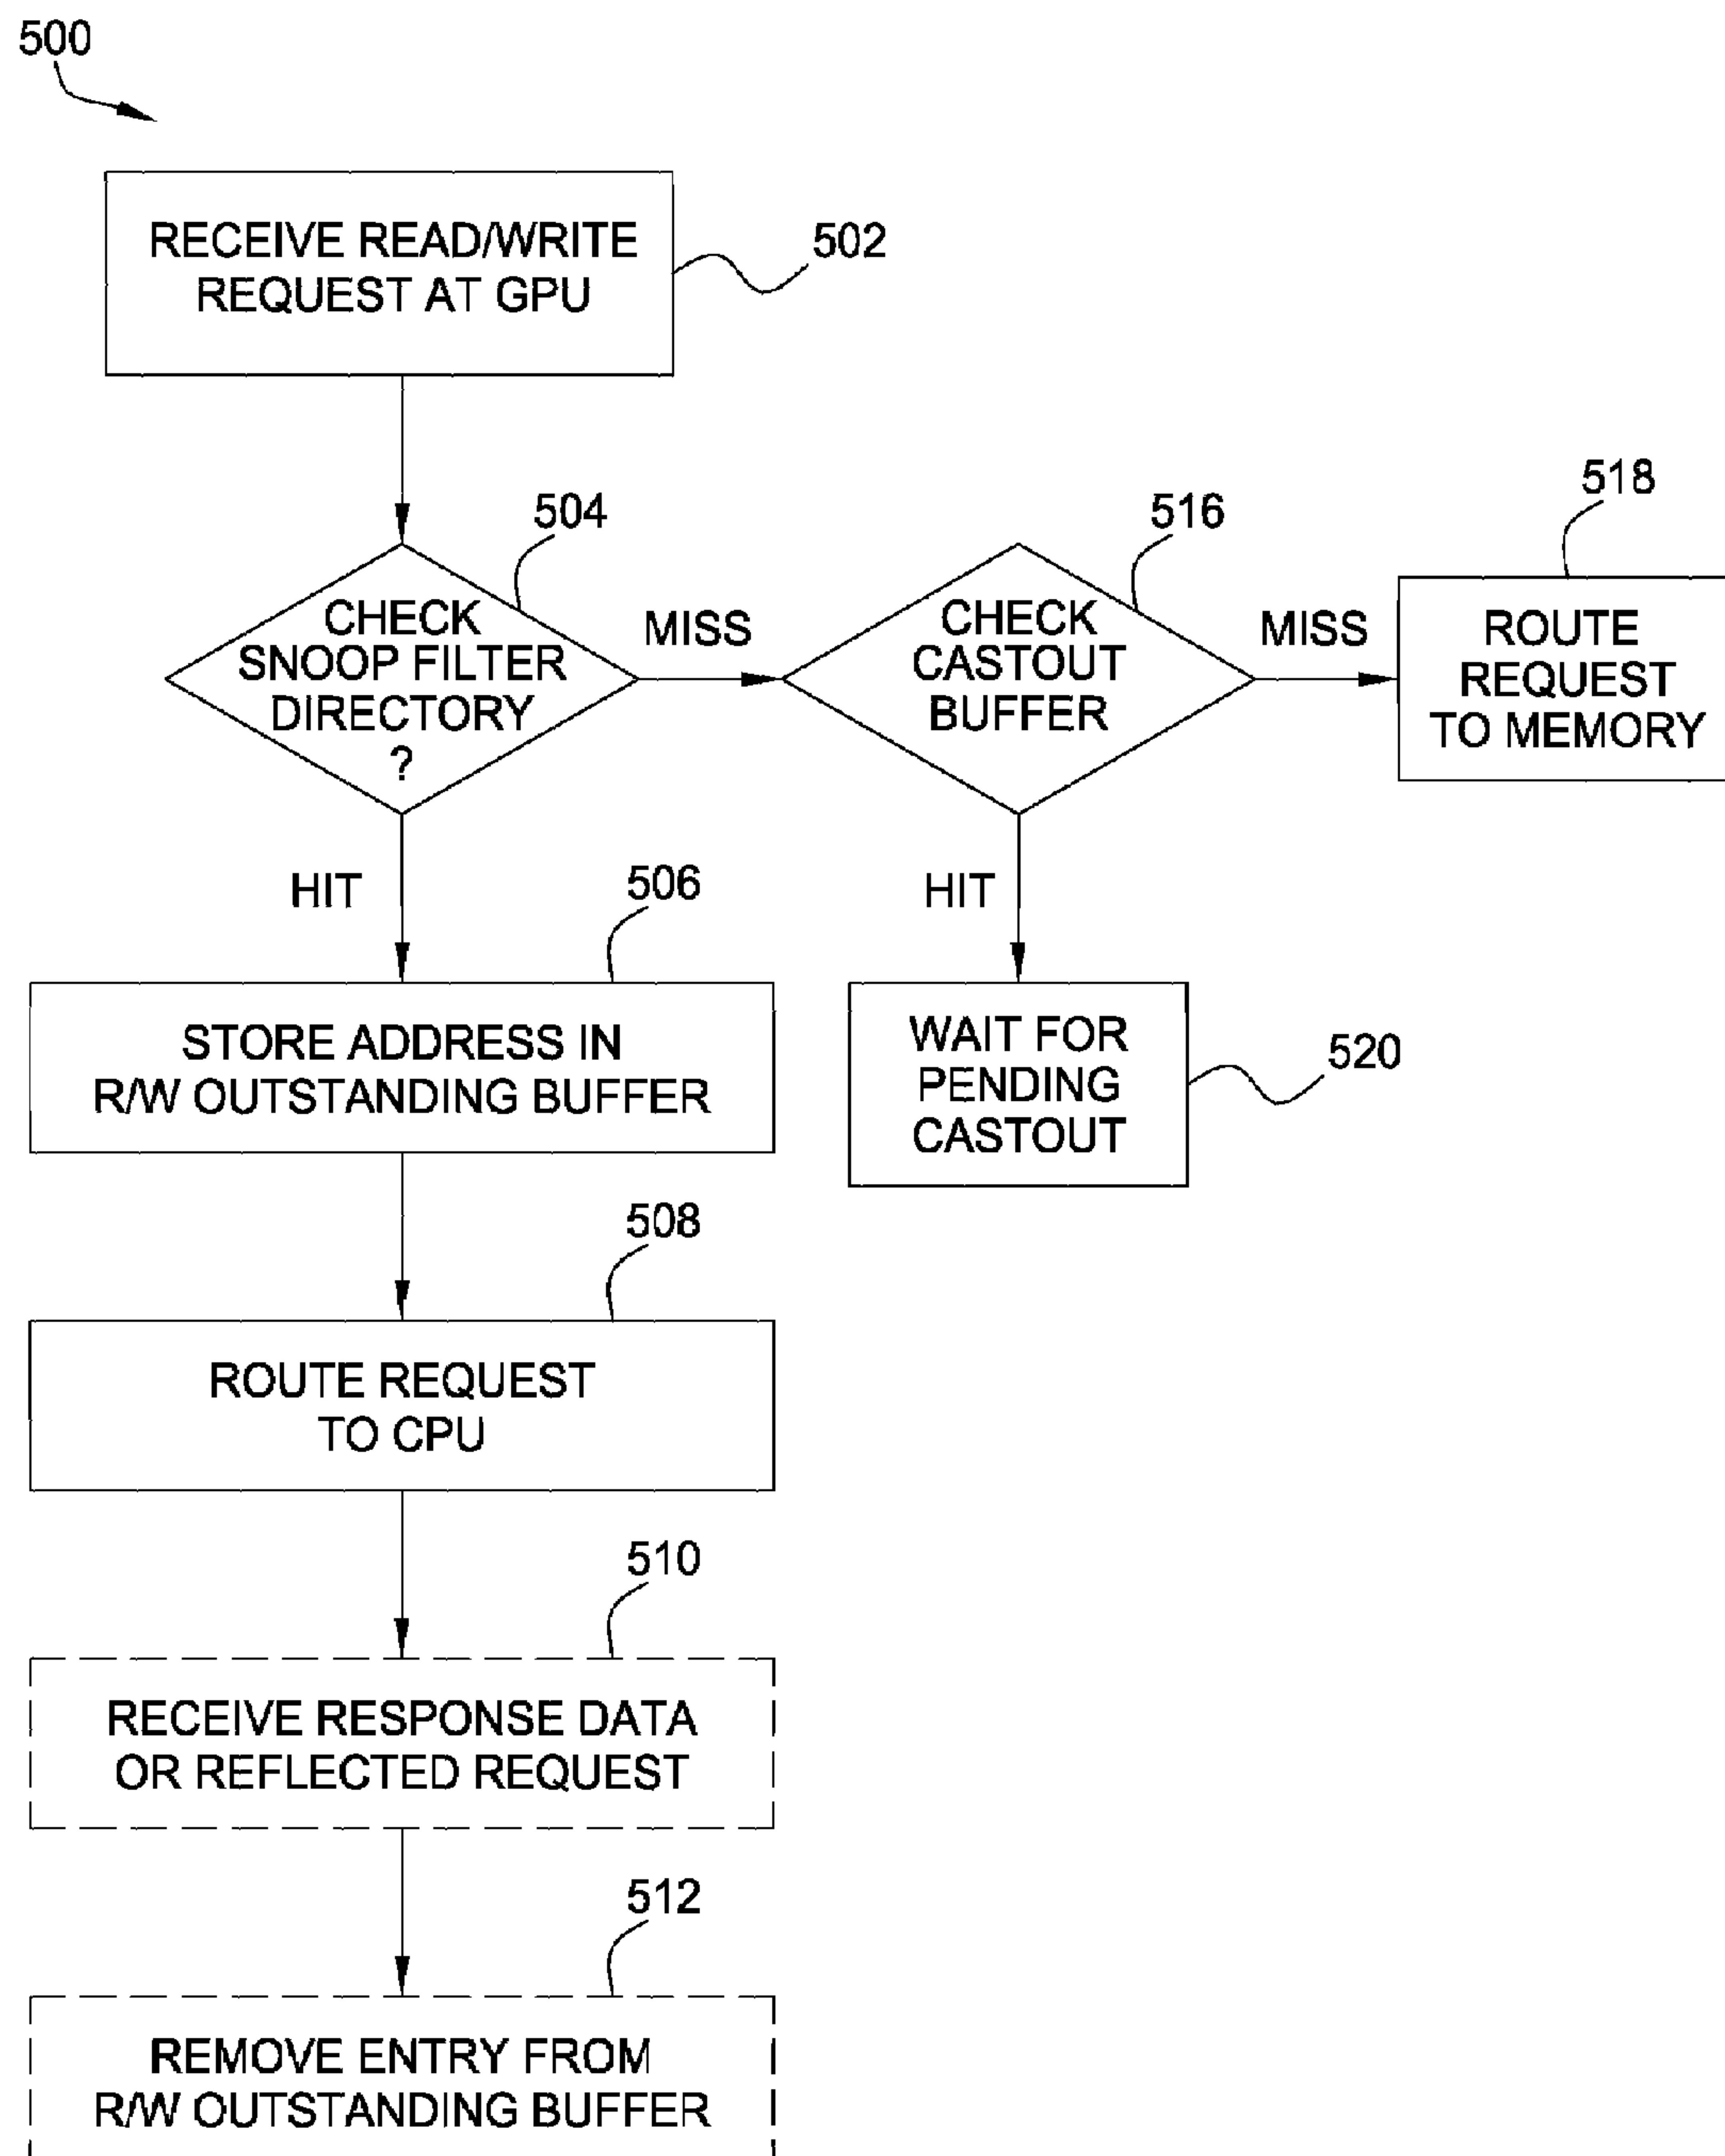 500
RECEIVE READ/WRITE
REQUEST AT GPU
502
504
CHECK
SNOOP FILTER
DIRECTORY
?
MISS
516
CHECK
CASTOUT
BUFFER
MISS
518
ROUTE
REQUEST
TO MEMORY
HIT
506
STORE ADDRESS IN
R/W OUTSTANDING BUFFER
HIT
WAIT FOR
PENDING
CASTOUT
520
508
ROUTE REQUEST
TO CPU
510
RECEIVE RESPONSE DATA
OR REFLECTED REQUEST
512
REMOVE ENTRY FROM
R/W OUTSTANDING BUFFER